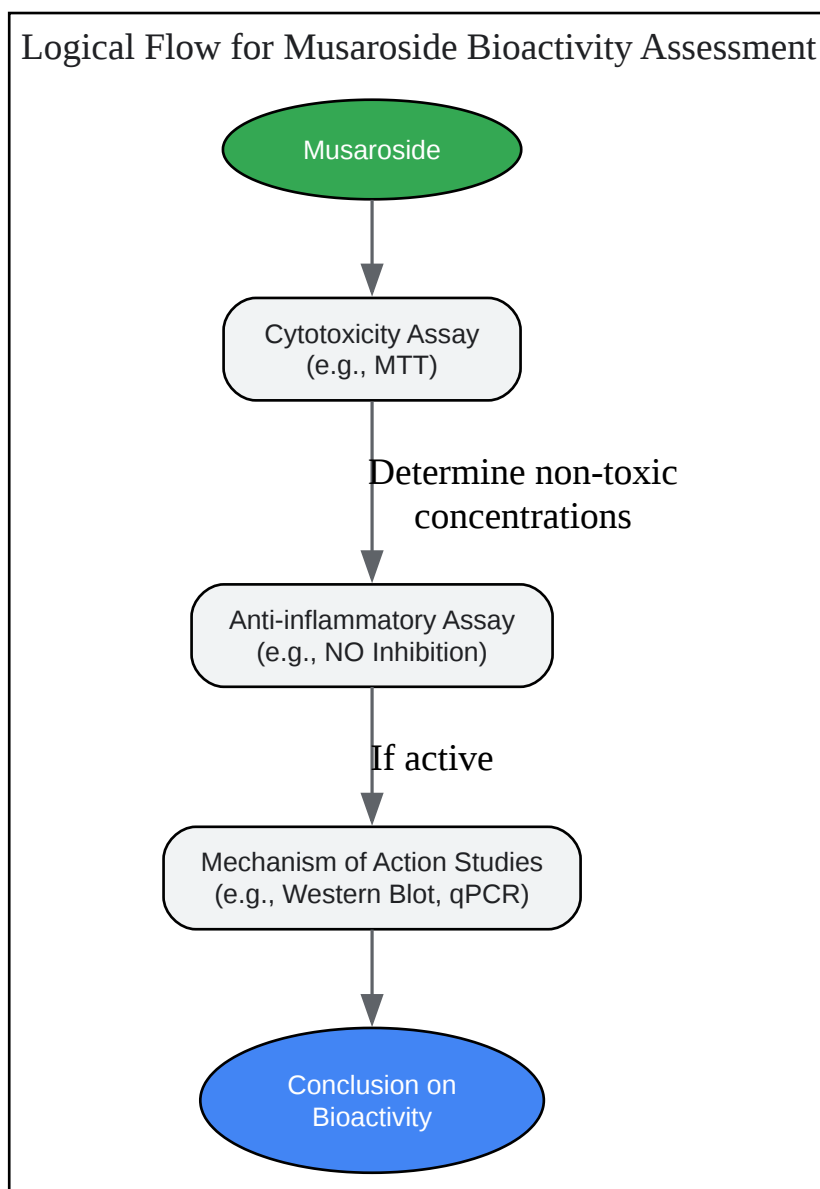 Logical Flow for Musaroside Bioactivity Assessment
Musaroside
Cytotoxicity Assay
(e.g., MTT)
Determine non-toxic
concentrations
Anti-inflammatory Assay
(e.g., NO Inhibition)
If active
Mechanism of Action Studies
(e.g., Western Blot, qPCR)
Conclusion on
Bioactivity